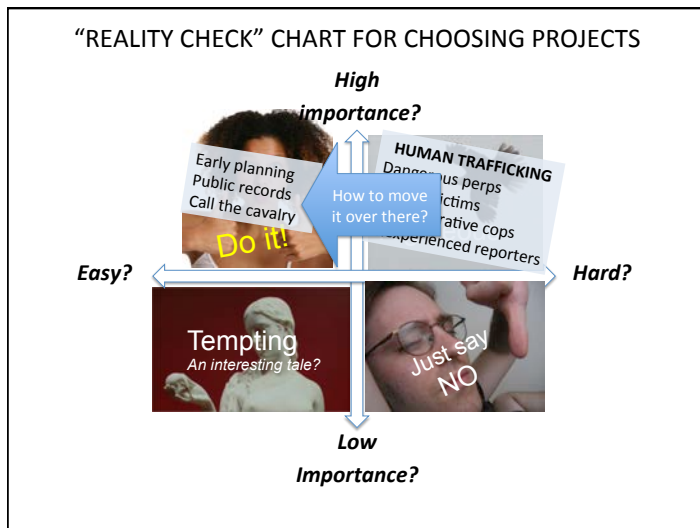 “REALITY CHECK” CHART FOR CHOOSING PROJECTS
High
importance?
Early planning
Public records
Call the cavalry
Do it!
How to move
it over there?
HUMAN TRAFFICKING
perps
cops
reporters
Easy?
Hard?
Tempting
An interesting tale?
Just say
NO
Low
Importance?